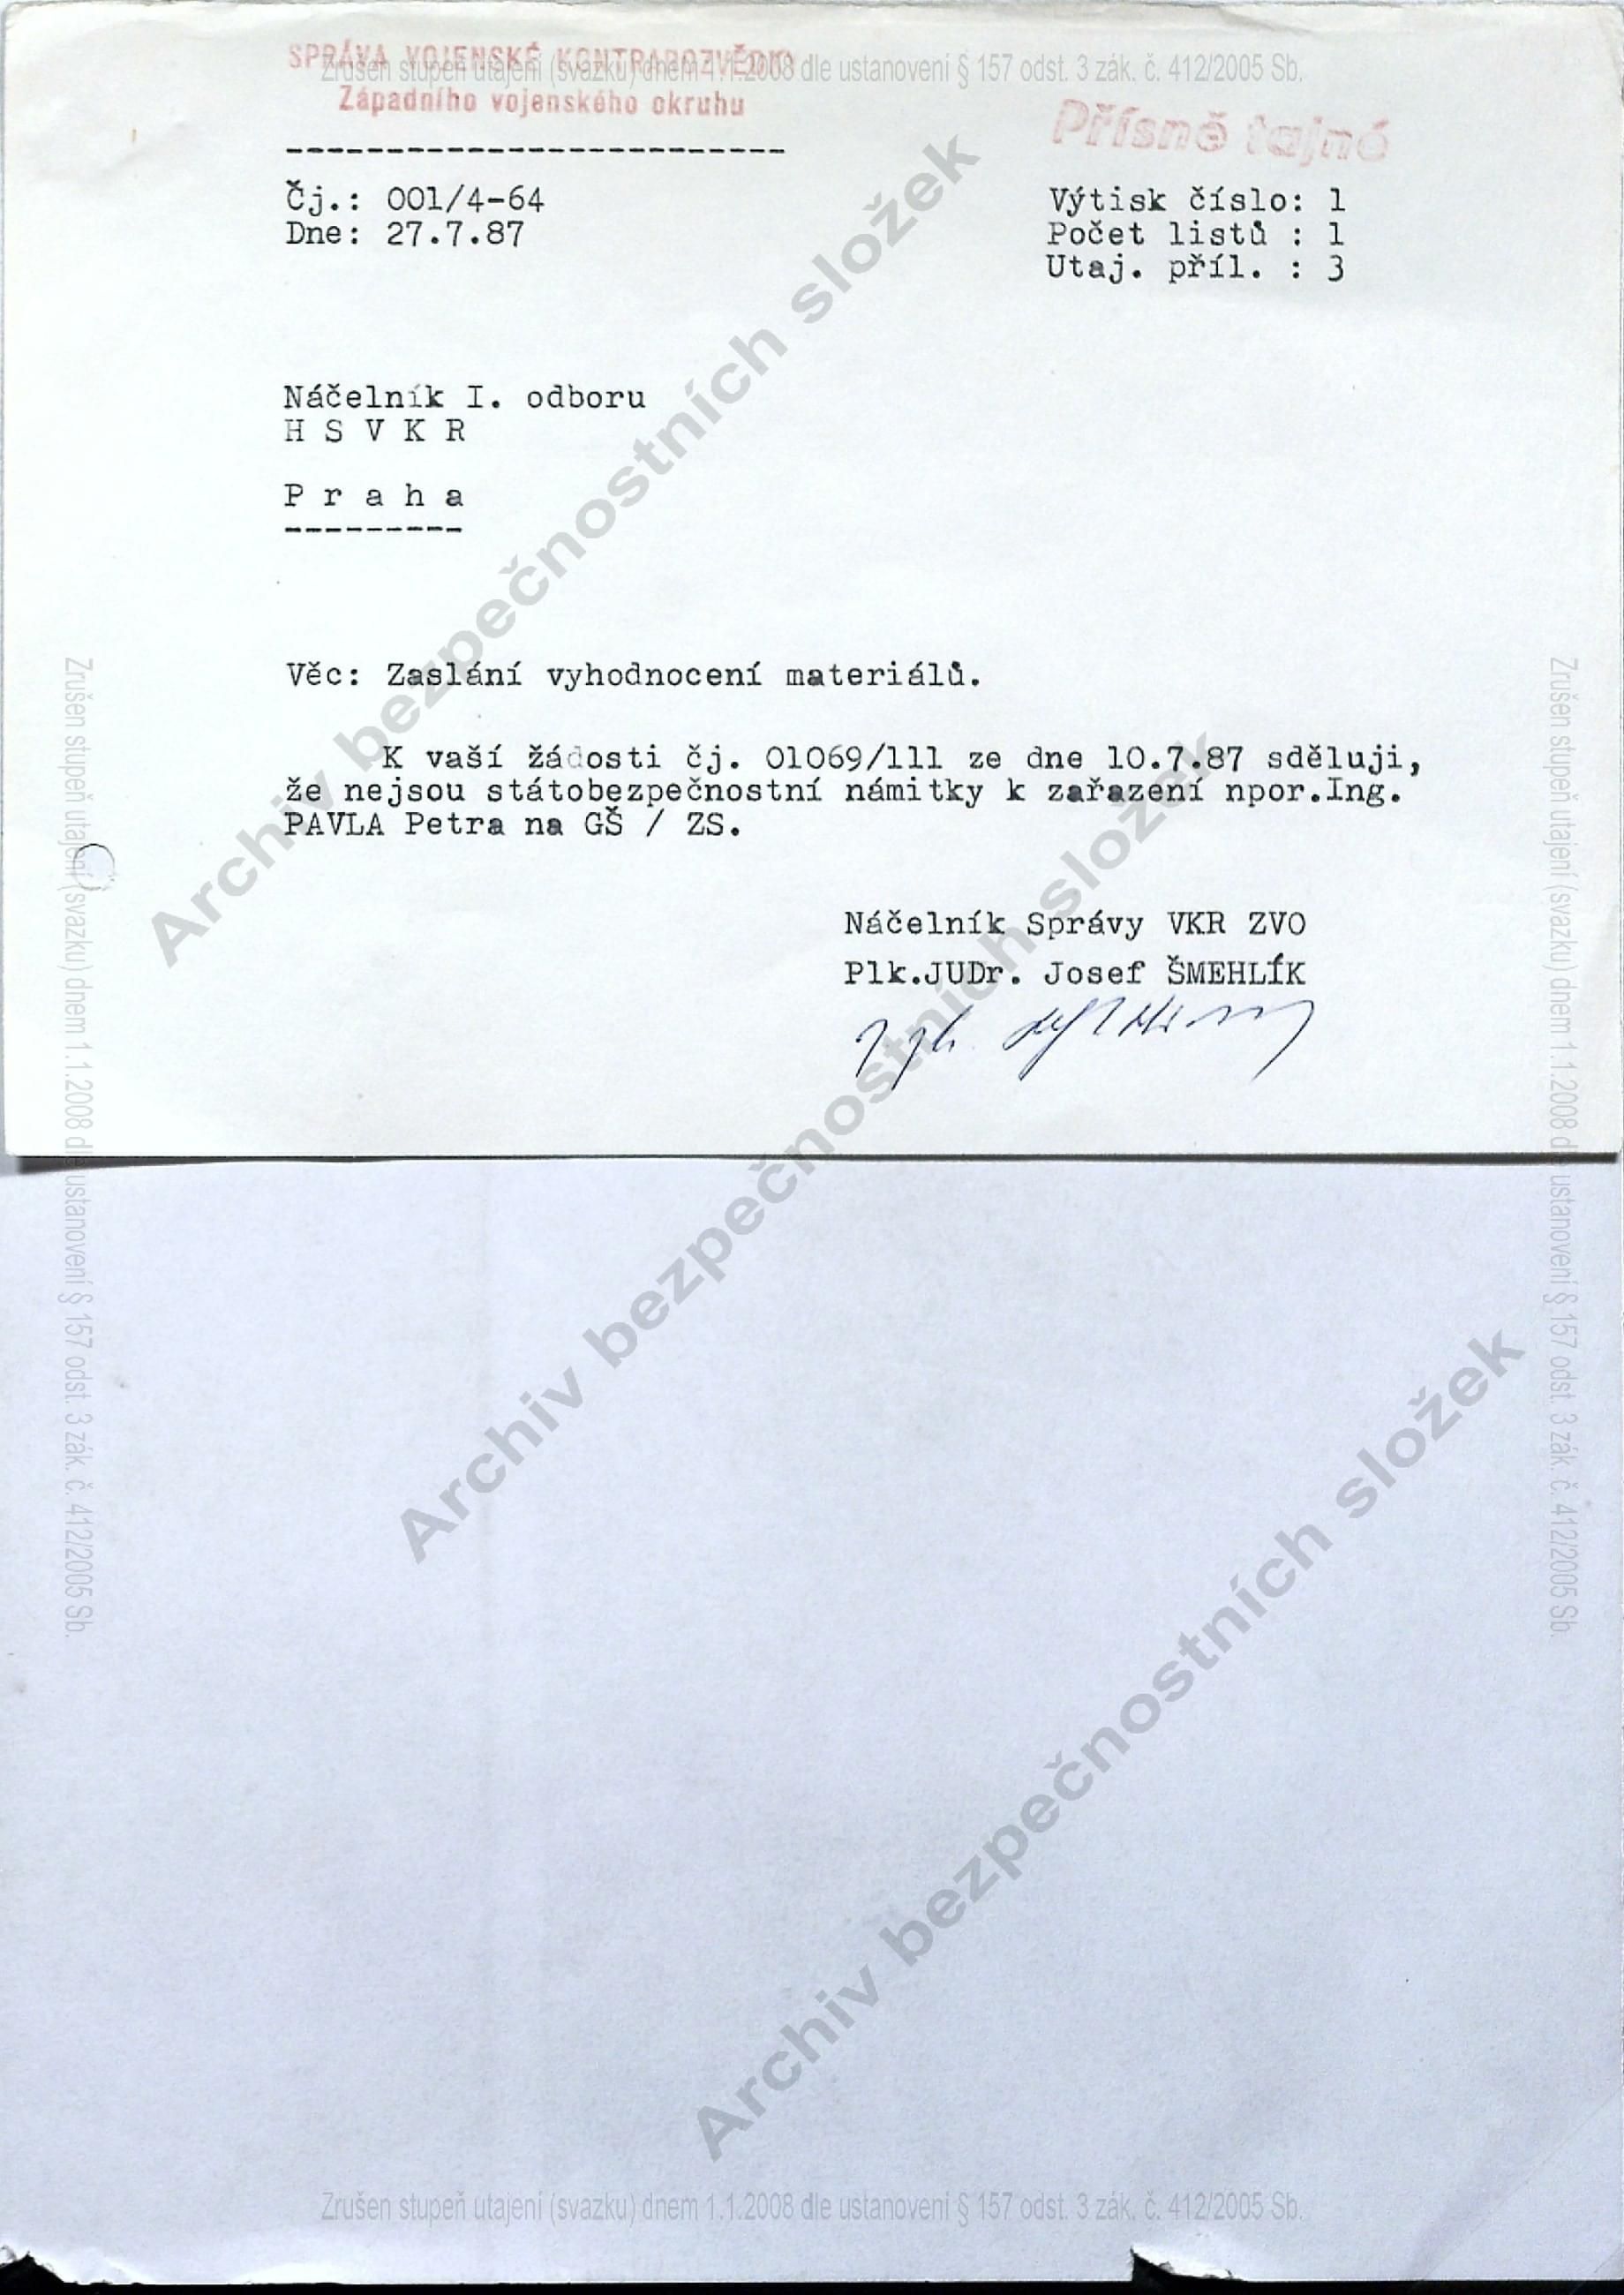 SPRÁVA VOJENSKÉ KONTRAROZVĚDKY
Západního vojenského okruhu
Zrušen stupeň utajení (svazku) dnem 1.1.2008 dle ustanovení § 157 odst. 3 zák. č. 412/2005 Sb.
Přísně tajné
Čj.: 001/4-64
Dne: 27.7.87
Výtisk číslo: 1
Počet listů : 1
Utaj. příl. : 3
Náčelník I. odboru
H S V K R
P r a h a
Věc: Zaslání vyhodnocení materiálů.
K vaší žádosti čj. 01069/111 ze dne 10.7.87 sděluji,
že nejsou státobezpečnostní námitky k zařazení npor.Ing.
PAVLA Petra na GŠ / ZS.
Náčelník Správy VKR ZVO
Plk.JUDr. Josef ŠMEHLÍK
Archiv bezpečnostních složek
Archiv bezpečnostních složek
Archiv bezpečnostních složek
Zrušen stupeň utajení (svazku) dnem 1.1.2008 dle ustanovení § 157 odst. 3 zák. č. 412/2005 Sb.
Zrušen stupeň utajení (svazku) dnem 1.1.2008 dle ustanovení § 157 odst. 3 zák. č. 412/2005 Sb.
Zrušen stupeň utajení (svazku) dnem 1.1.2008 dle ustanovení § 157 odst. 3 zák. č. 412/2005 Sb.